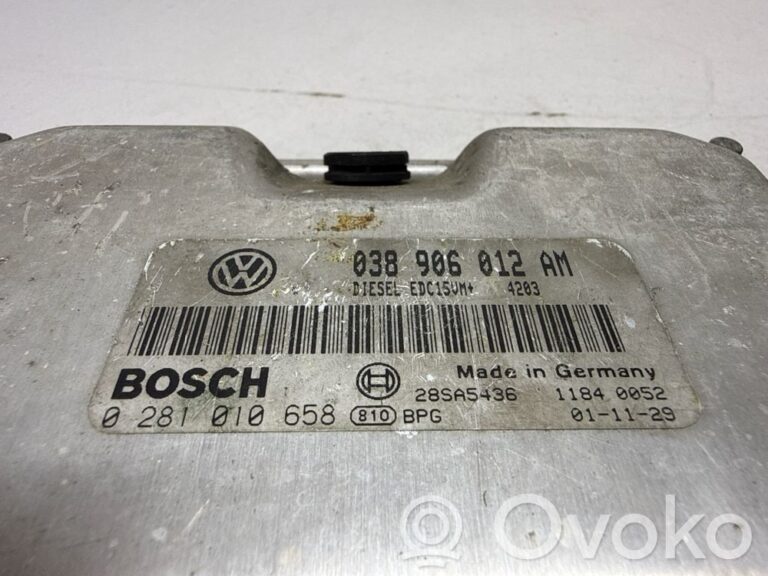 VW 038 906 012 AM
DIESEL EDC15VM+ 4203
BOSCH Made in Germany
28SA5436 1184 0052
0 281 010 658 810 BPG 01-11-29
Ovoko